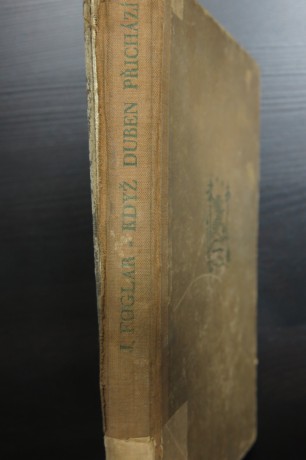 J. FOGLAR · KDYŽ DUBEN PŘICHÁZÍ